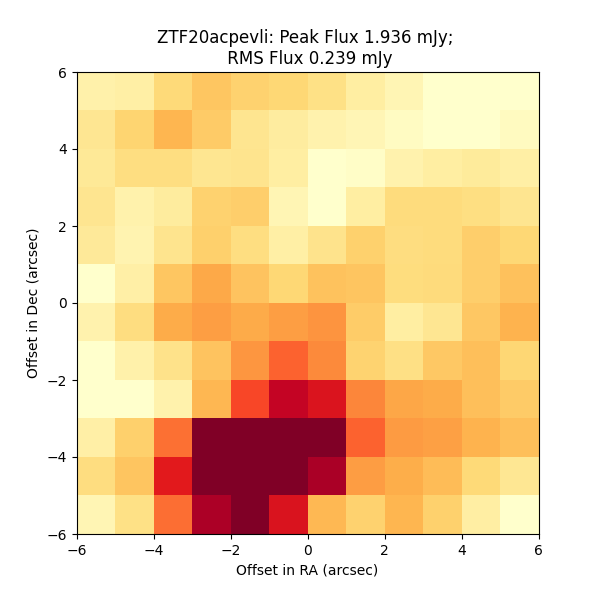 ZTF20acpevli: Peak Flux 1.936 mJy;
RMS Flux 0.239 mJy
6
4
2
0
−2
−4
−6
Offset in Dec (arcsec)
−6 −4 −2 0 2 4 6
Offset in RA (arcsec)